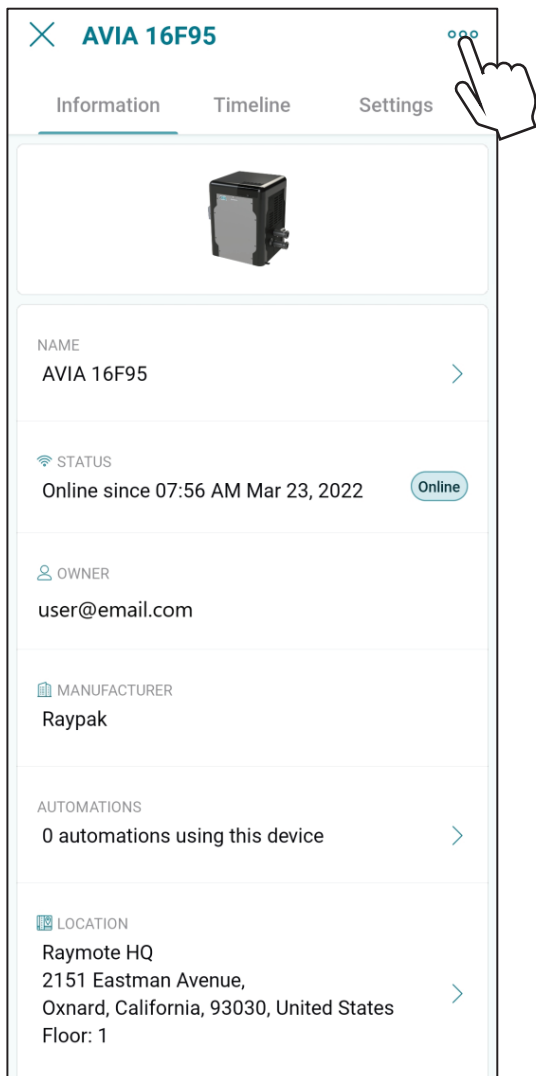 AVIA 16F95
Information Timeline Settings
NAME
AVIA 16F95
STATUS
Online since 07:56 AM Mar 23, 2022 Online
OWNER
user@email.com
MANUFACTURER
Raypak
AUTOMATIONS
0 automations using this device
LOCATION
Raymote HQ
2151 Eastman Avenue,
Oxnard, California, 93030, United States
Floor: 1